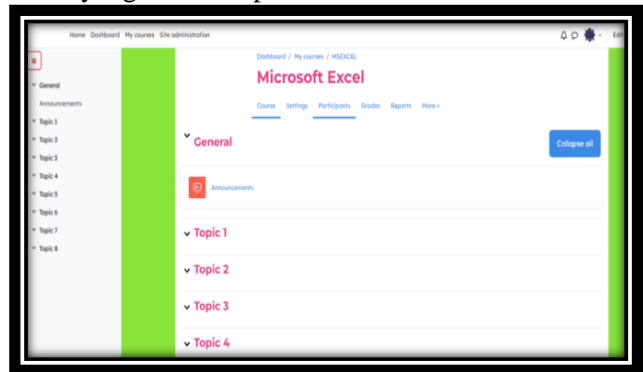 Home Dashboard My courses Site administration
Edit
General
Announcements
Topic 1
Topic 2
Topic 3
Topic 4
Topic 5
Topic 6
Topic 7
Topic 8
Dashboard / My courses / MSEXCEL
Microsoft Excel
Course Settings Participants Grades Reports More
General
Collapse all
Announcements
Topic 1
Topic 2
Topic 3
Topic 4